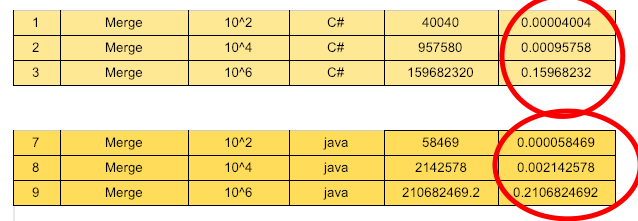 1 Merge 10^2 C# 40040 0.00004004
2 Merge 10^4 C# 957580 0.00095758
3 Merge 10^6 C# 159682320 0.15968232
7 Merge 10^2 java 58469 0.000058469
8 Merge 10^4 java 2142578 0.002142578
9 Merge 10^6 java 210682469.2 0.2106824692